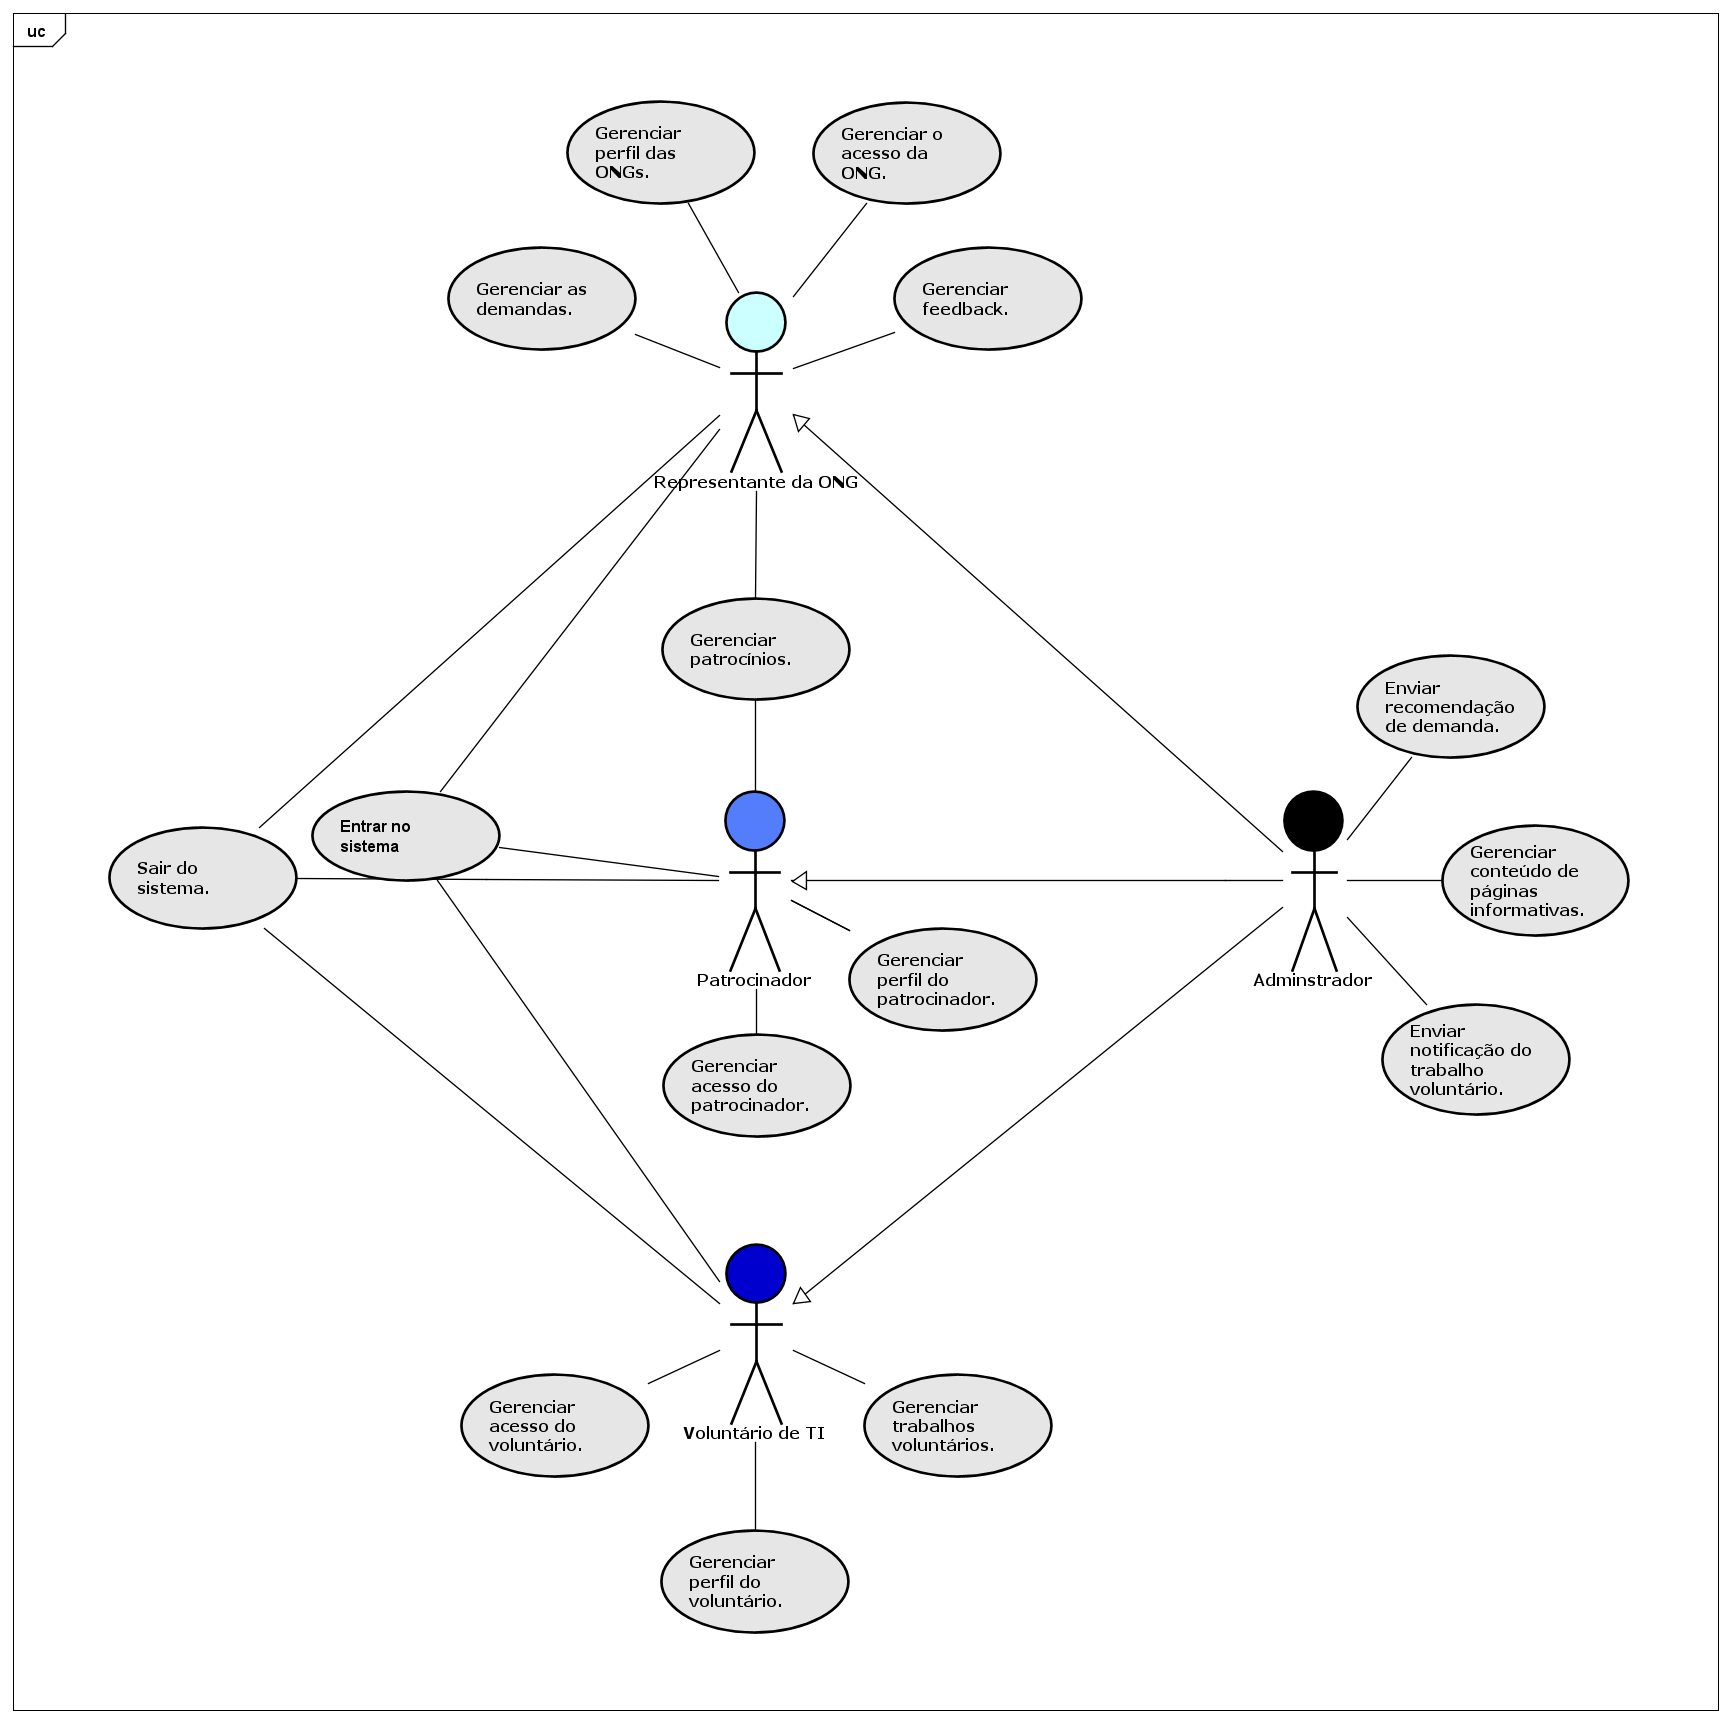 uc
Gerenciar
perfil das
ONGs.
Gerenciar o
acesso da
ONG.
Gerenciar as
demandas.
Gerenciar
feedback.
Representante da ONG
Gerenciar
patrocínios.
Enviar
recomendação
de demanda.
Entrar no
sistema
Sair do
sistema.
Gerenciar
conteúdo de
páginas
informativas.
Patrocinador
Gerenciar
perfil do
patrocinador.
Adminstrador
Enviar
notificação do
trabalho
voluntário.
Gerenciar
acesso do
patrocinador.
Gerenciar
acesso do
voluntário.
Voluntário de TI
Gerenciar
trabalhos
voluntários.
Gerenciar
perfil do
voluntário.